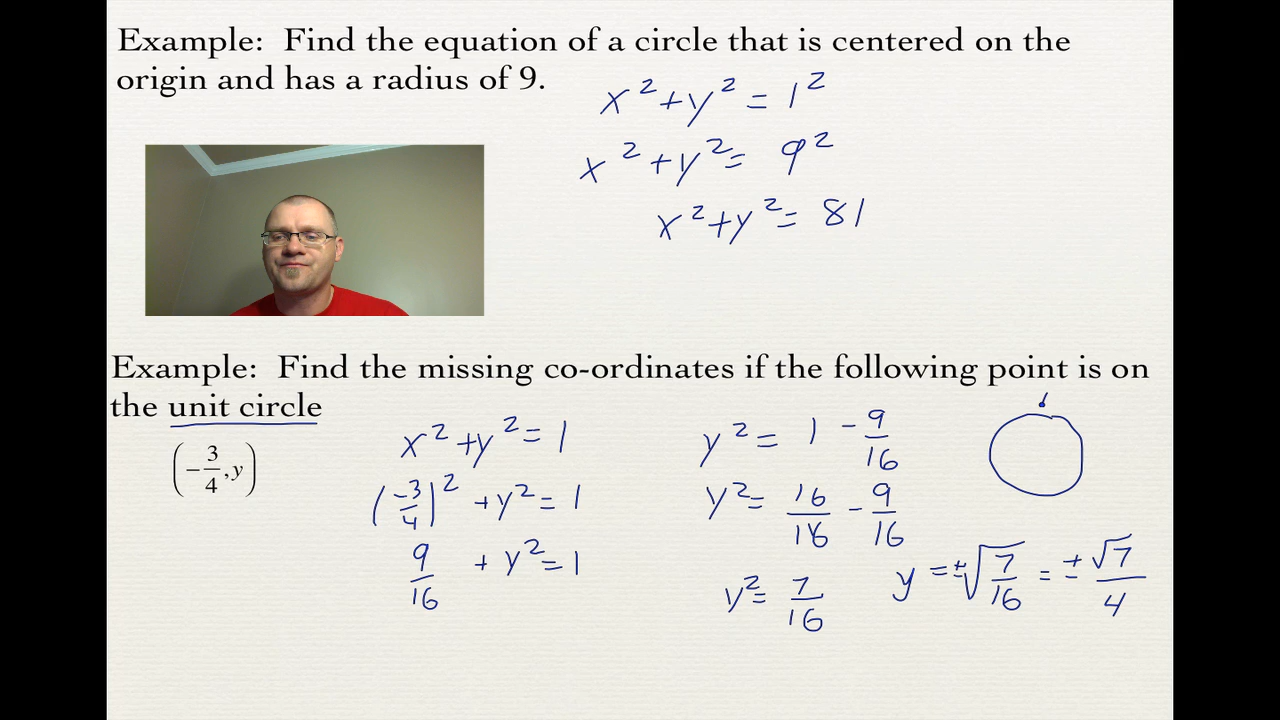 Example: Find the equation of a circle that is centered on the
origin and has a radius of 9.
x² + y² = 1²
x² + y² = 9²
x² + y² = 81
Example: Find the missing co-ordinates if the following point is on
the unit circle
(-3/4, y)
x² + y² = 1
(-3/4)² + y² = 1
9/16 + y² = 1
y² = 1 - 9/16
y² = 16/16 - 9/16
y² = 7/16
y = ±√(7/16) = ±√7/4